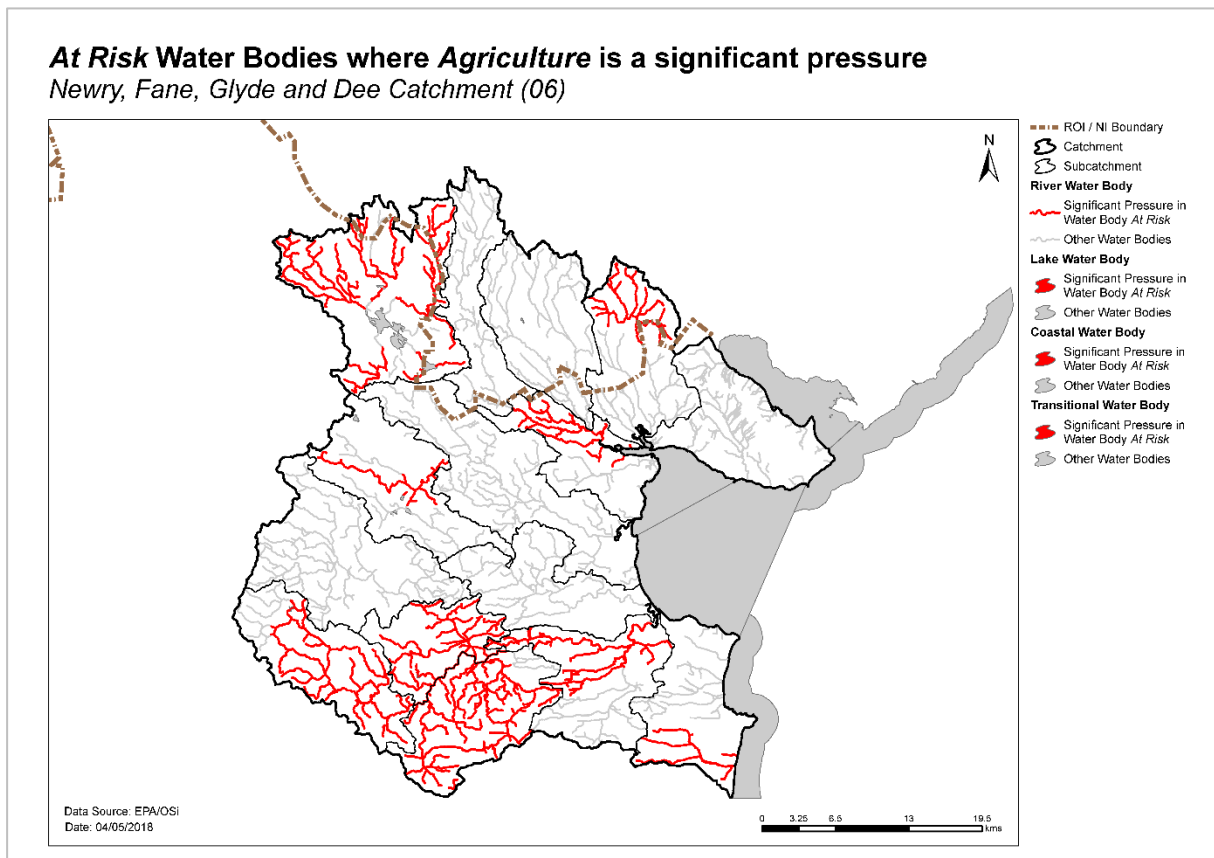 At Risk Water Bodies where Agriculture is a significant pressure
Newry, Fane, Glyde and Dee Catchment (06)
N
ROI / NI Boundary
Catchment
Subcatchment
River Water Body
Significant Pressure in
Water Body At Risk
Other Water Bodies
Lake Water Body
Significant Pressure in
Water Body At Risk
Other Water Bodies
Coastal Water Body
Significant Pressure in
Water Body At Risk
Other Water Bodies
Transitional Water Body
Significant Pressure in
Water Body At Risk
Other Water Bodies
Data Source: EPA/OSi
Date: 04/05/2018
0 3.25 6.5 13 19.5
kms